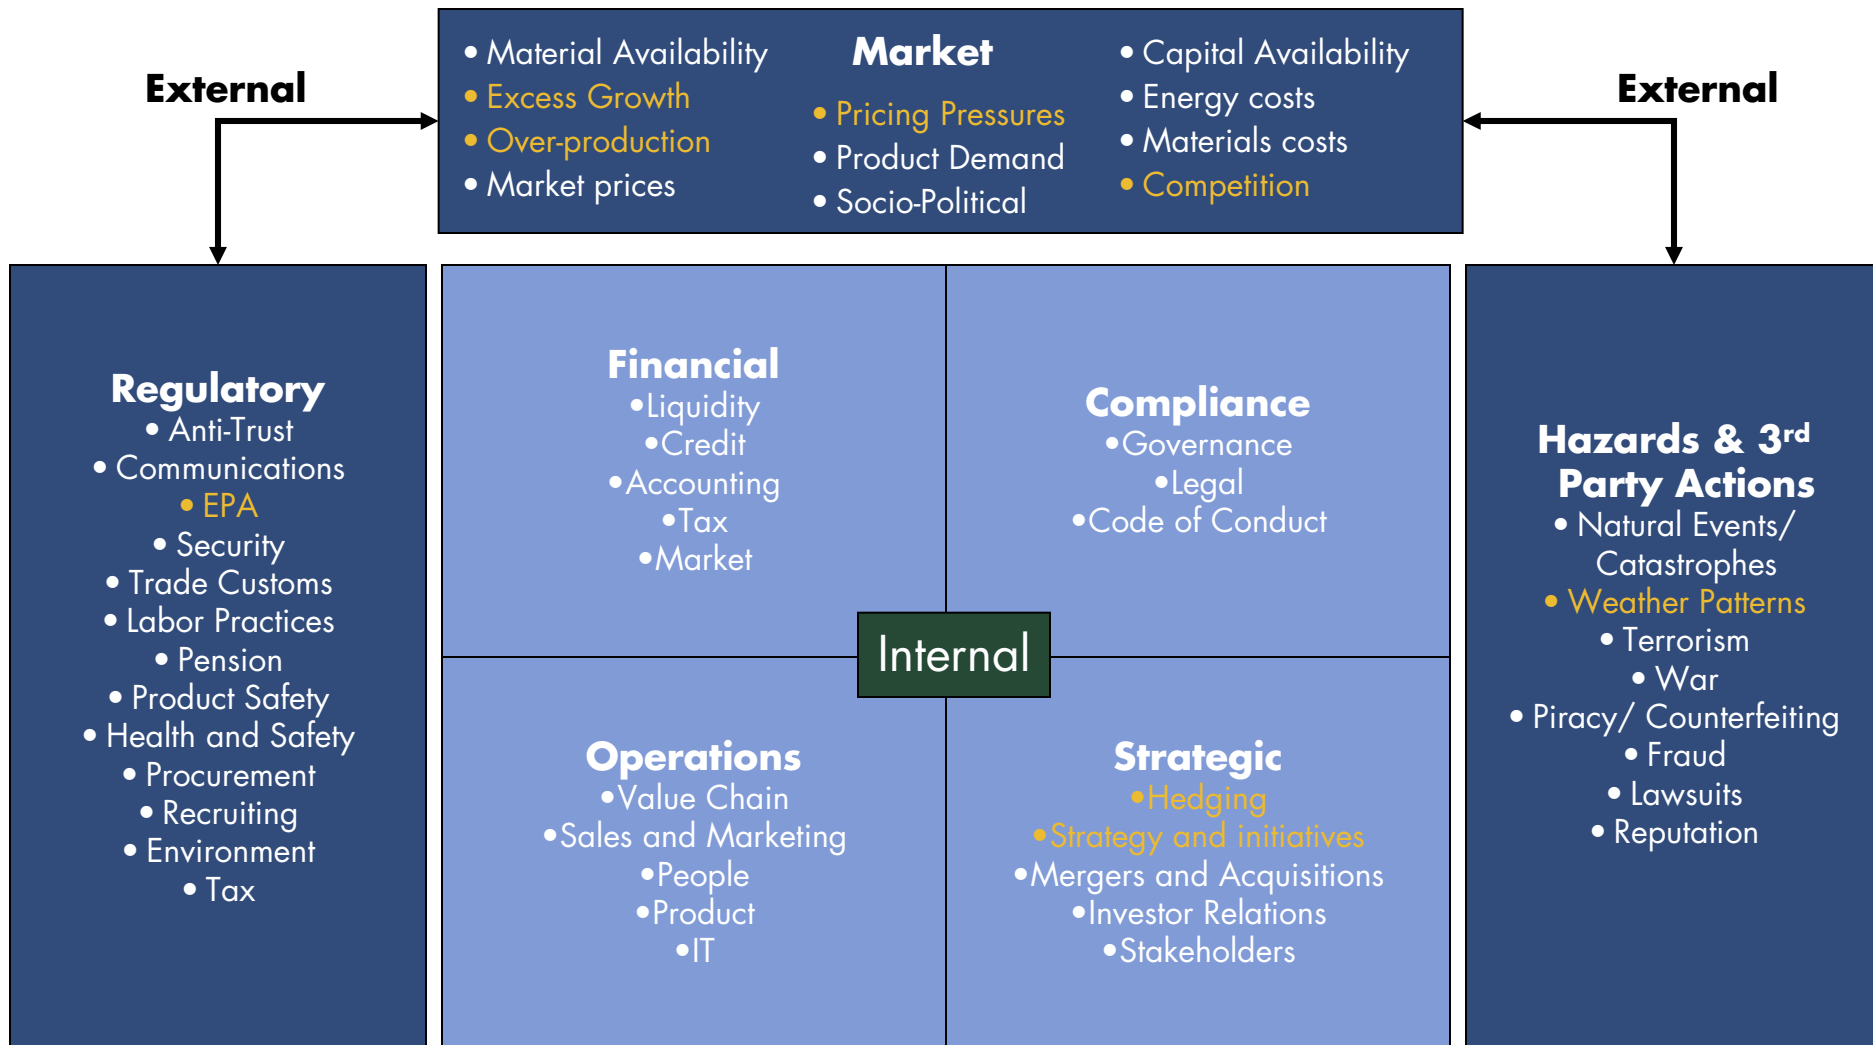 External
• Material Availability
• Excess Growth
• Over-production
• Market prices
Market
• Pricing Pressures
• Product Demand
• Socio-Political
• Capital Availability
• Energy costs
• Materials costs
• Competition
External
Regulatory
• Anti-Trust
• Communications
• EPA
• Security
• Trade Customs
• Labor Practices
• Pension
• Product Safety
• Health and Safety
• Procurement
• Recruiting
• Environment
• Tax
Financial
•Liquidity
•Credit
•Accounting
•Tax
•Market
Compliance
•Governance
•Legal
•Code of Conduct
Internal
Operations
•Value Chain
•Sales and Marketing
•People
•Product
•IT
Strategic
•Hedging
•Strategy and initiatives
•Mergers and Acquisitions
•Investor Relations
•Stakeholders
Hazards & 3rd
Party Actions
• Natural Events/
Catastrophes
• Weather Patterns
• Terrorism
• War
• Piracy/ Counterfeiting
• Fraud
• Lawsuits
• Reputation